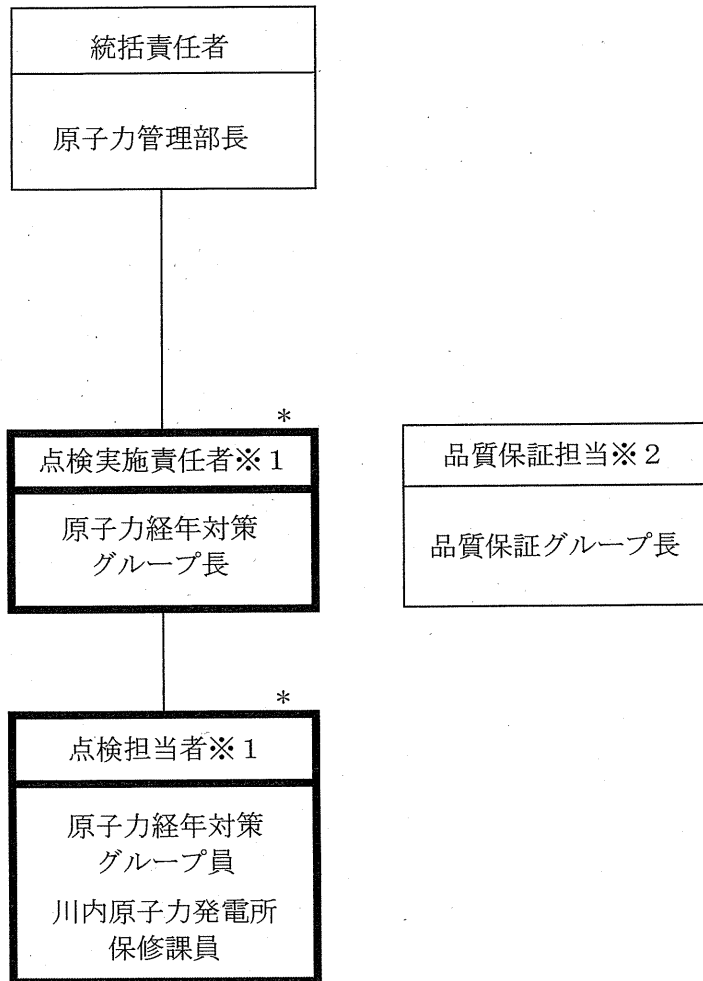 統括責任者
原子力管理部長
*
点検実施責任者※1
原子力経年対策
グループ長
品質保証担当※2
品質保証グループ長
*
点検担当者※1
原子力経年対策
グループ員
川内原子力発電所
保修課員